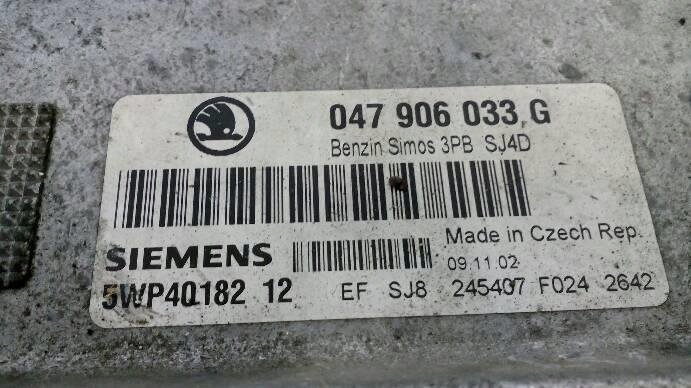 047 906 033 G
Benzin Simos 3PB SJ4D
SIEMENS
Made in Czech Rep.
09.11.02
5WP40182 12
EF SJ8 245407 F024 2642